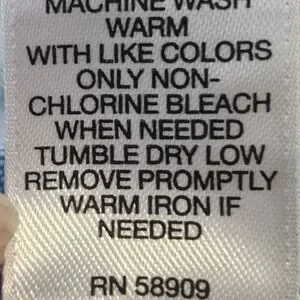 MACHINE WASH
WARM
WITH LIKE COLORS
ONLY NON-
CHLORINE BLEACH
WHEN NEEDED
TUMBLE DRY LOW
REMOVE PROMPTLY
WARM IRON IF
NEEDED
RN 58909